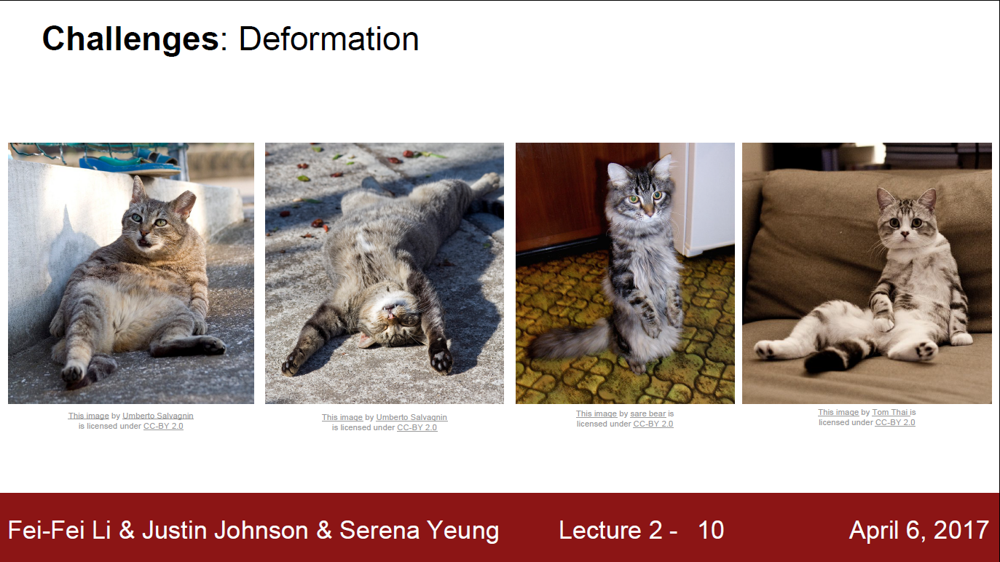 Challenges: Deformation
This image by Umberto Salvagnin
is licensed under CC-BY 2.0
This image by Umberto Salvagnin
is licensed under CC-BY 2.0
This image by sare bear is
licensed under CC-BY 2.0
This image by Tom Thai is
licensed under CC-BY 2.0
Fei-Fei Li & Justin Johnson & Serena Yeung Lecture 2 - 10 April 6, 2017